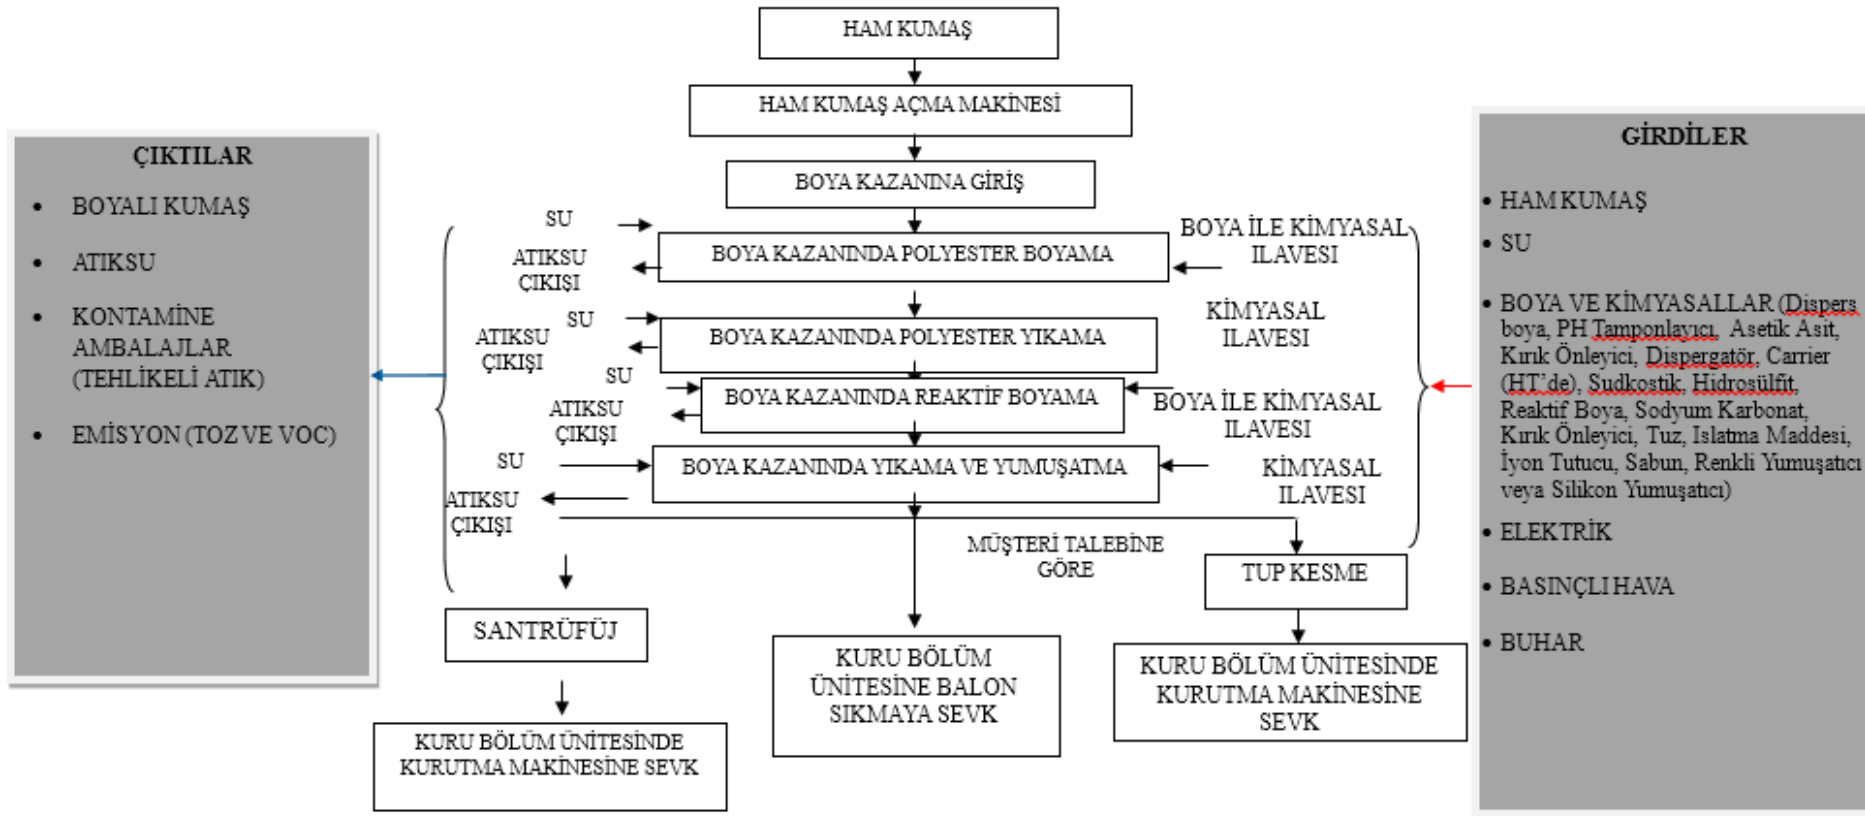 HAM KUMAŞ
HAM KUMAŞ AÇMA MAKİNESİ
BOYA KAZANINA GİRİŞ
ÇIKTILAR
• BOYALI KUMAŞ
• ATIKSU
• KONTAMİNE
AMBALAJLAR
(TEHLİKELİ ATIK)
• EMİSYON (TOZ VE VOC)
SU
ATIKSU
ÇIKIŞI
BOYA KAZANINDA POLYESTER BOYAMA
BOYA İLE KİMYASAL
ILAVESİ
SU
ATIKSU
ÇIKIŞI
BOYA KAZANINDA POLYESTER YIKAMA
KİMYASAL
ILAVESİ
SU
ATIKSU
ÇIKIŞI
BOYA KAZANINDA REAKTİF BOYAMA
BOYA İLE KİMYASAL
ILAVESİ
SU
ATIKSU
ÇIKIŞI
BOYA KAZANINDA YIKAMA VE YUMUŞATMA
KİMYASAL
ILAVESİ
MÜŞTERİ TALEBİNE
GÖRE
SANTRÜFÜJ
KURU BÖLÜM ÜNİTESİNDE
KURUTMA MAKİNESİNE SEVK
KURU BÖLÜM
ÜNİTESİNE BALON
SIKMAYA SEVK
TUP KESME
KURU BÖLÜM ÜNİTESİNDE
KURUTMA MAKİNESİNE
SEVK
GİRDİLER
• HAM KUMAŞ
• SU
• BOYA VE KİMYASALLAR (Dispers
boya, PH Tamponlayıcı, Asetik Asit,
Kırık Önleyici, Dispergatör, Carrier
(HT'de), Sudkostik, Hidrosülfit,
Reaktif Boya, Sodyum Karbonat,
Kırık Önleyici, Tuz, Islatma Maddesi,
İyon Tutucu, Sabun, Renkli Yumuşatıcı
veya Silikon Yumuşatıcı)
• ELEKTRİK
• BASINÇLI HAVA
• BUHAR